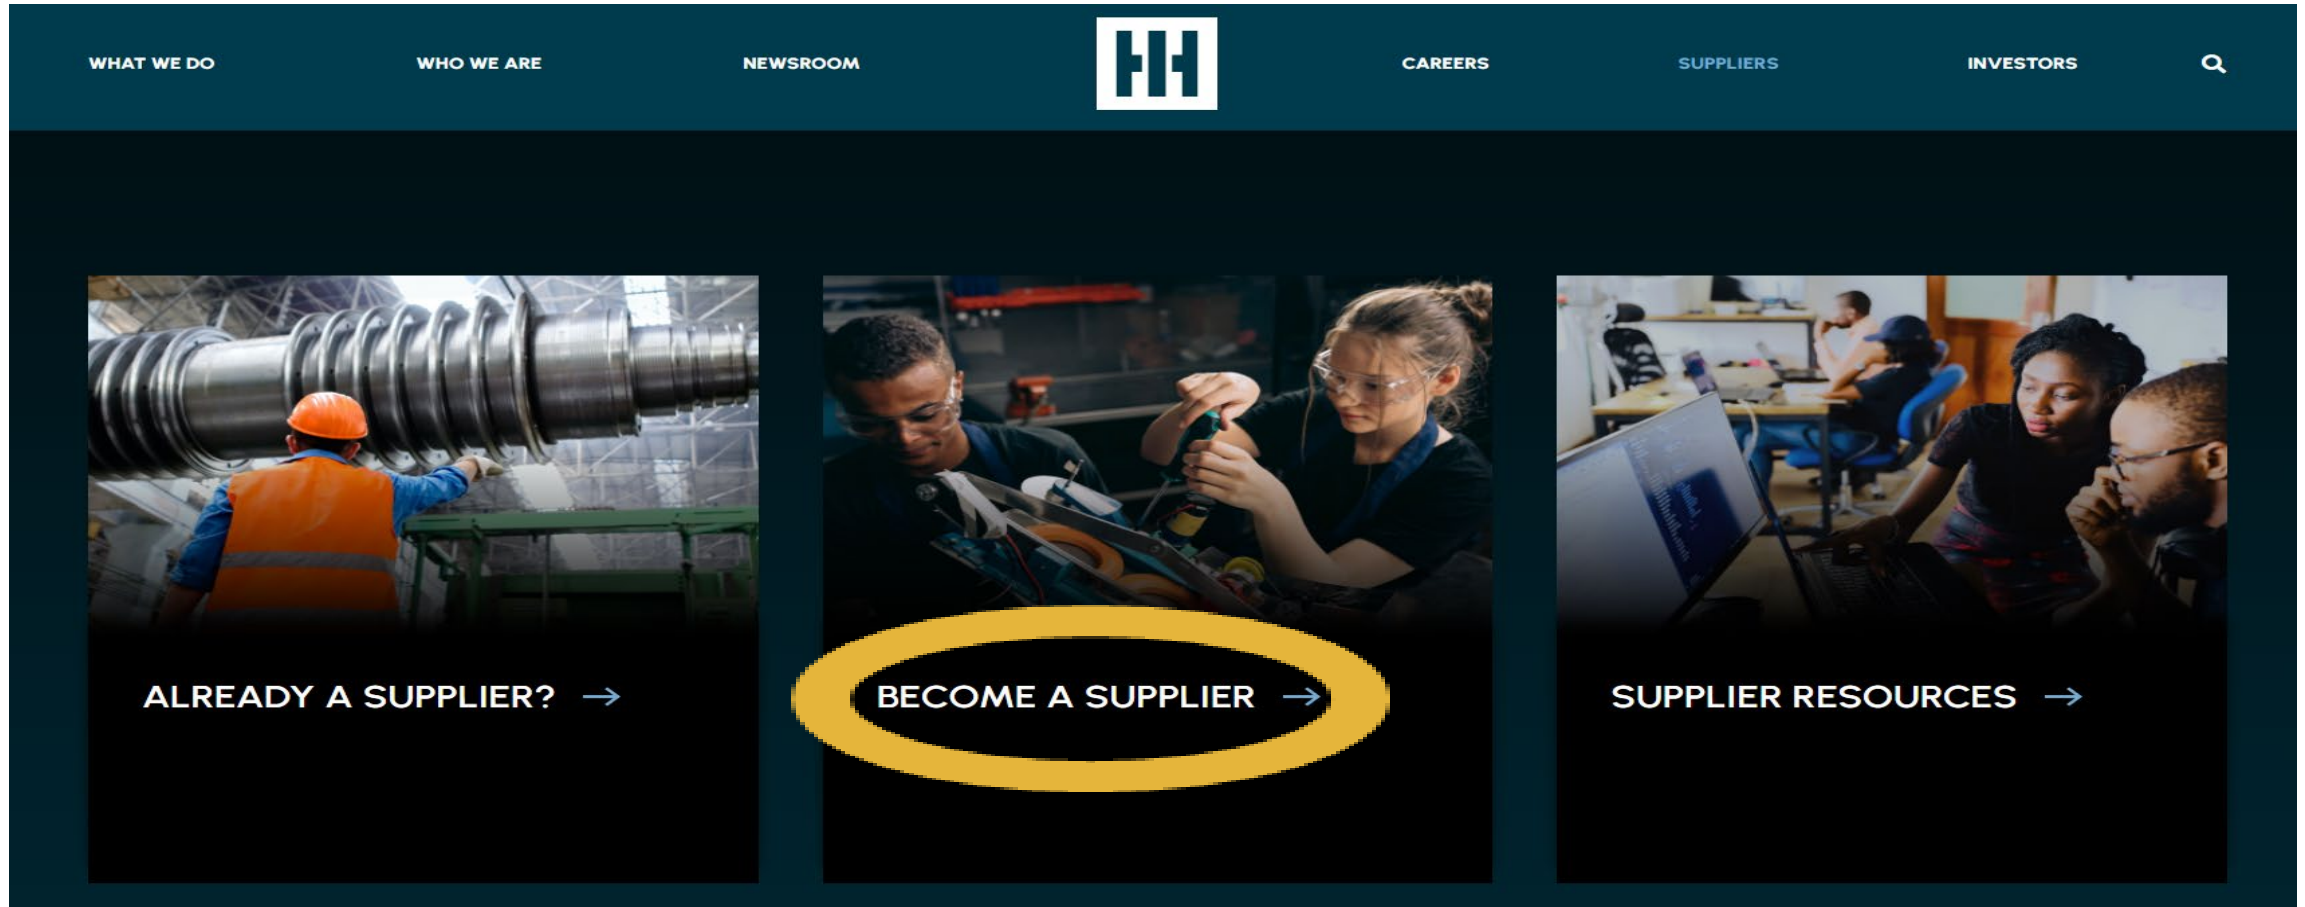 WHAT WE DO
WHO WE ARE
NEWSROOM
CAREERS
SUPPLIERS
INVESTORS
ALREADY A SUPPLIER? →
BECOME A SUPPLIER →
SUPPLIER RESOURCES →